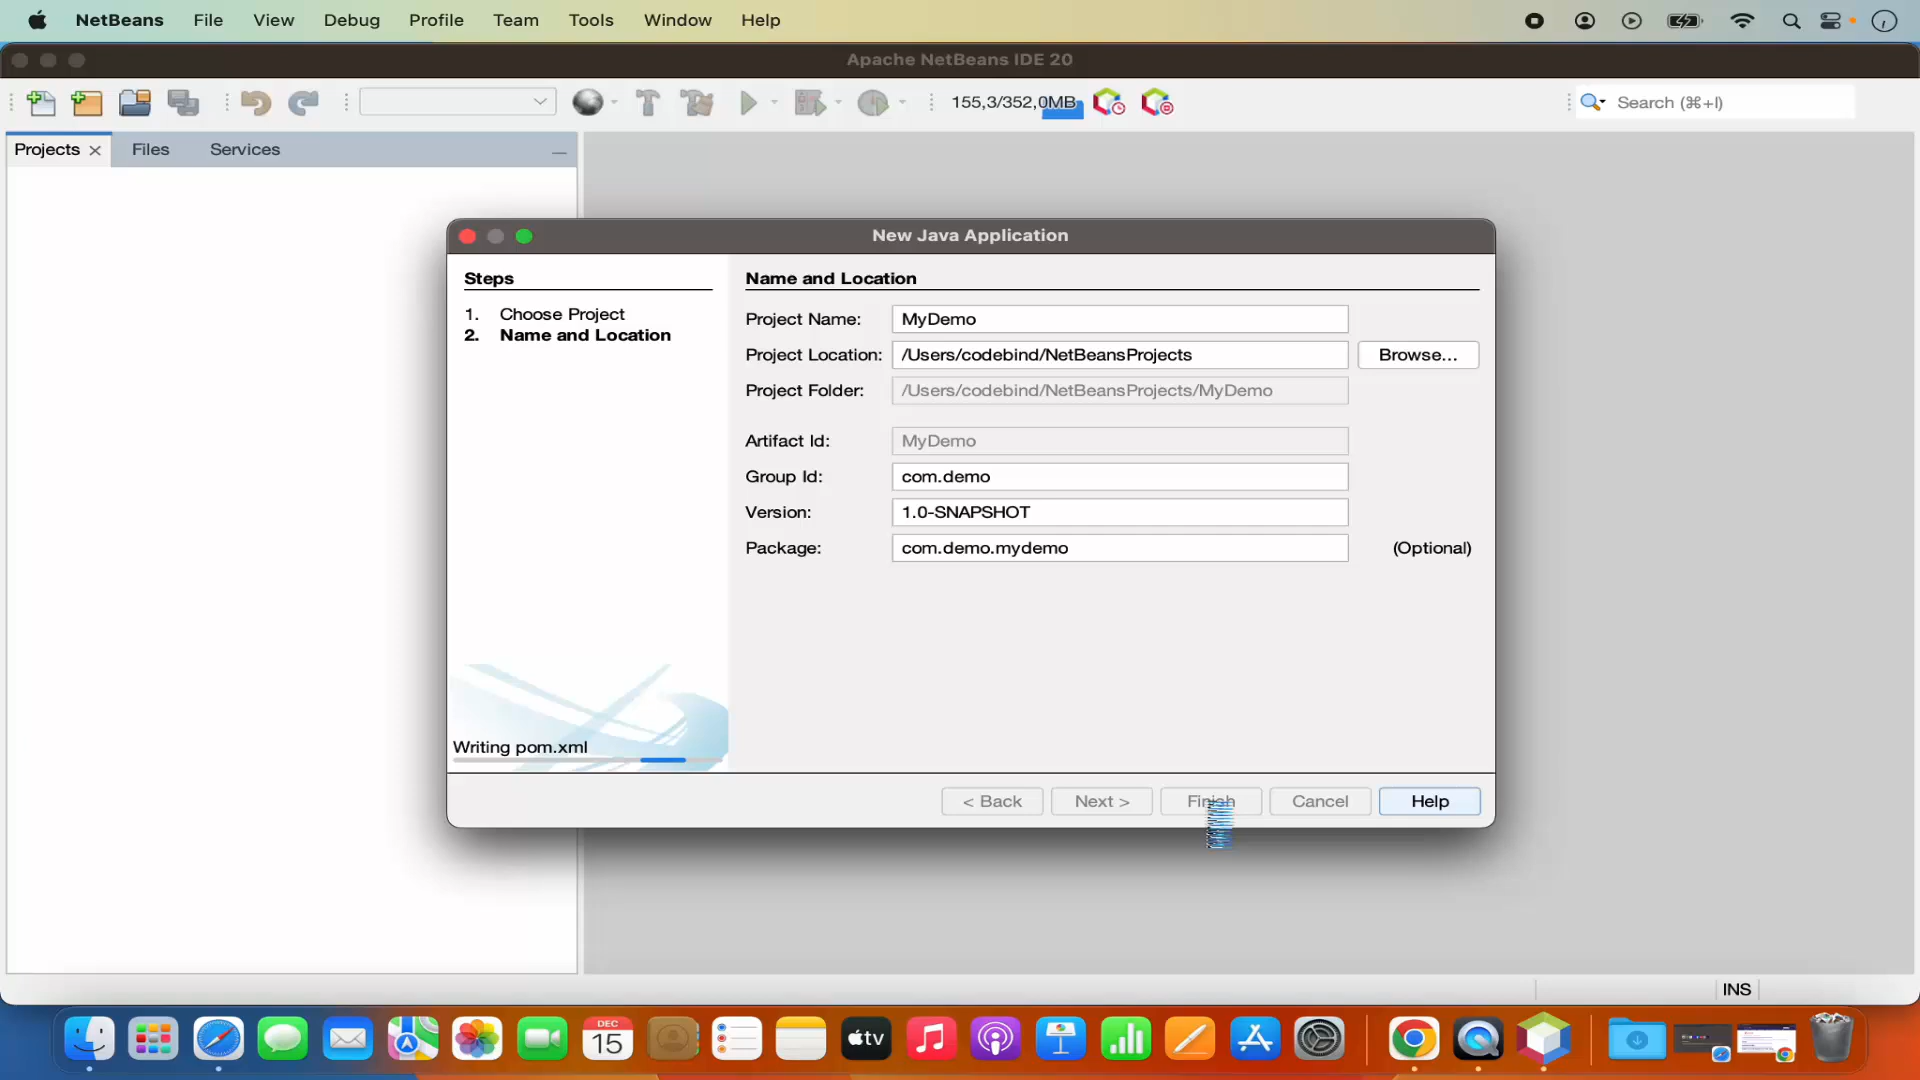 NetBeans File View Debug Profile Team Tools Window Help
Apache NetBeans IDE 20
155,3/352,0MB
Search (⌘+I)
Projects Files Services
New Java Application
Steps
1. Choose Project
2. Name and Location
Name and Location
Project Name: MyDemo
Project Location: /Users/codebind/NetBeansProjects Browse...
Project Folder: /Users/codebind/NetBeansProjects/MyDemo
Artifact Id: MyDemo
Group Id: com.demo
Version: 1.0-SNAPSHOT
Package: com.demo.mydemo (Optional)
Writing pom.xml
< Back Next > Finish Cancel Help
INS
DEC
15
tv